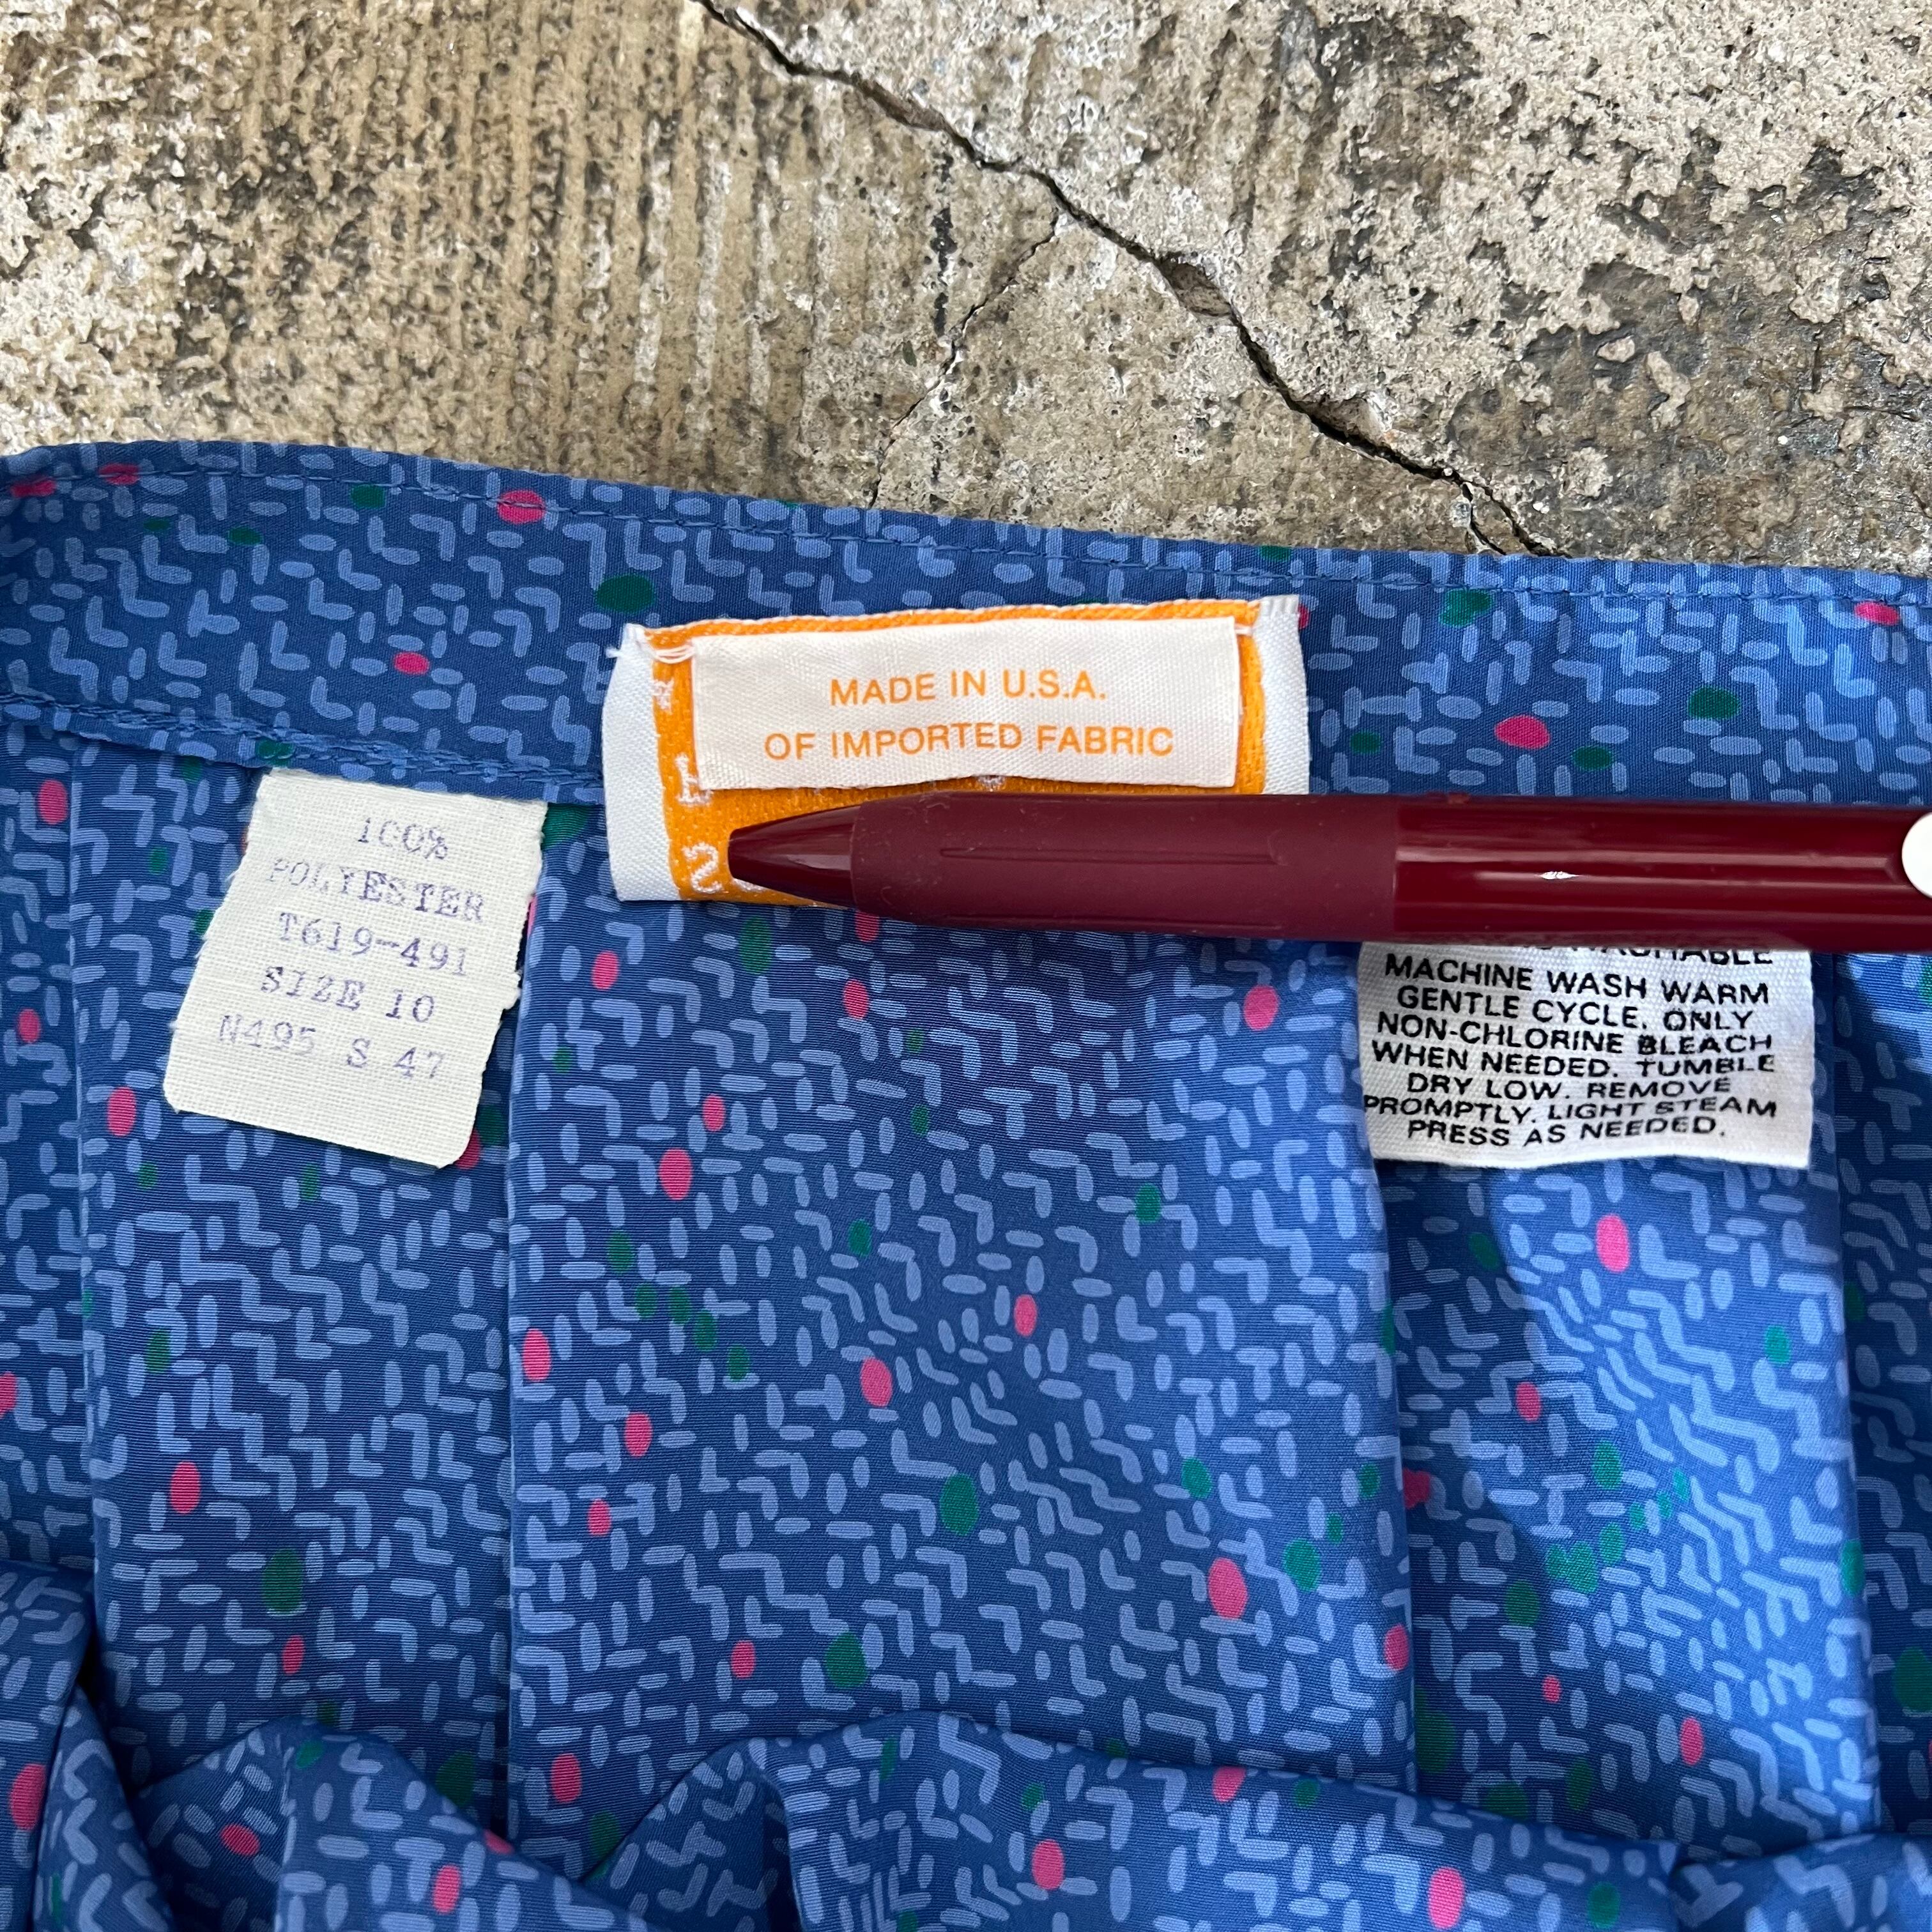 MADE IN U.S.A.
OF IMPORTED FABRIC
100%
POLYESTER
T619-491
SIZE 10
N495 S 47
MACHINE WASH WARM
GENTLE CYCLE. ONLY
NON-CHLORINE BLEACH
WHEN NEEDED. TUMBLE
DRY LOW. REMOVE
PROMPTLY. LIGHT STEAM
PRESS AS NEEDED.